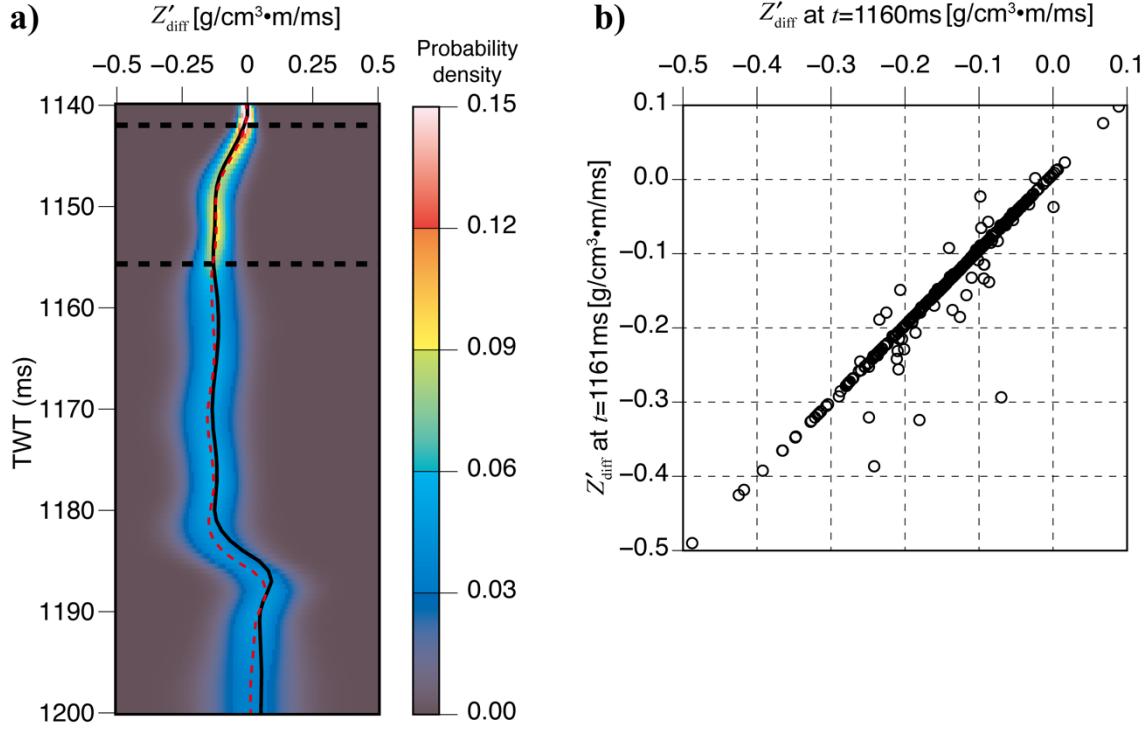 a)
Z′diff [g/cm³•m/ms]
−0.5 −0.25 0 0.25 0.5
Probability
density
TWT (ms)
1140
1150
1160
1170
1180
1190
1200
0.15
0.12
0.09
0.06
0.03
0.00
b)
Z′diff at t=1160ms [g/cm³•m/ms]
−0.5 −0.4 −0.3 −0.2 −0.1 0.0 0.1
Z′diff at t=1161ms [g/cm³•m/ms]
0.1
0.0
−0.1
−0.2
−0.3
−0.4
−0.5